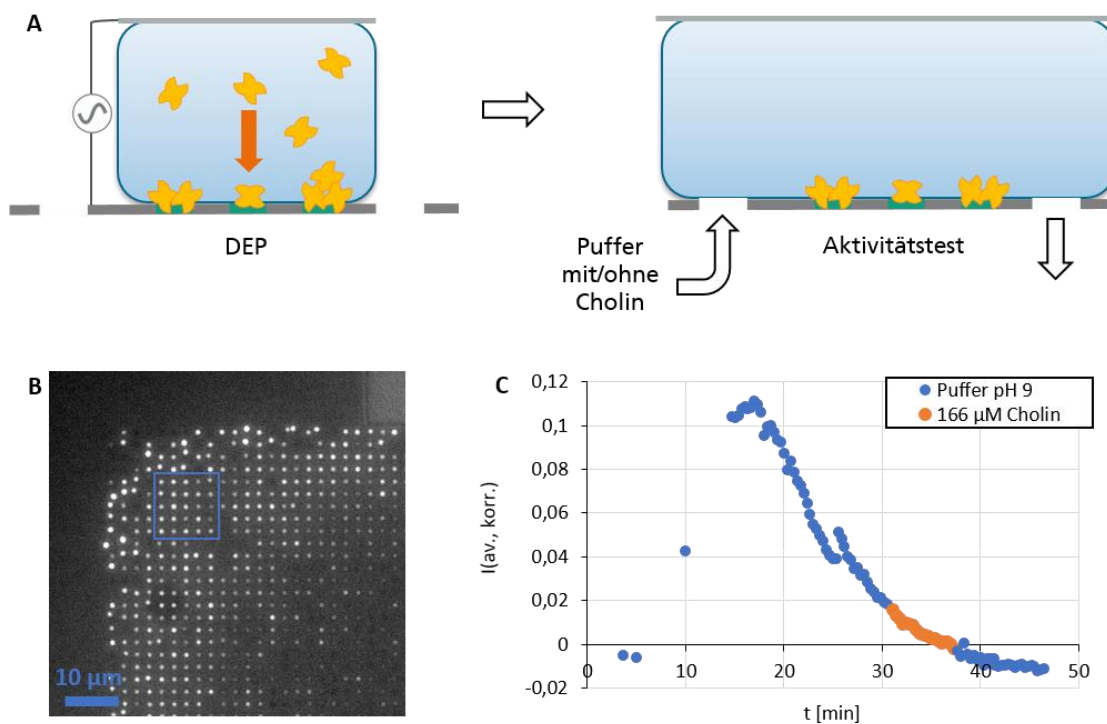 A
DEP
Puffer
mit/ohne
Cholin
Aktivitätstest
B
10 µm
C
Puffer pH 9
166 µM Cholin
I(av., korr.)
0,12
0,1
0,08
0,06
0,04
0,02
0
-0,02
0 10 20 30 40 50
t [min]